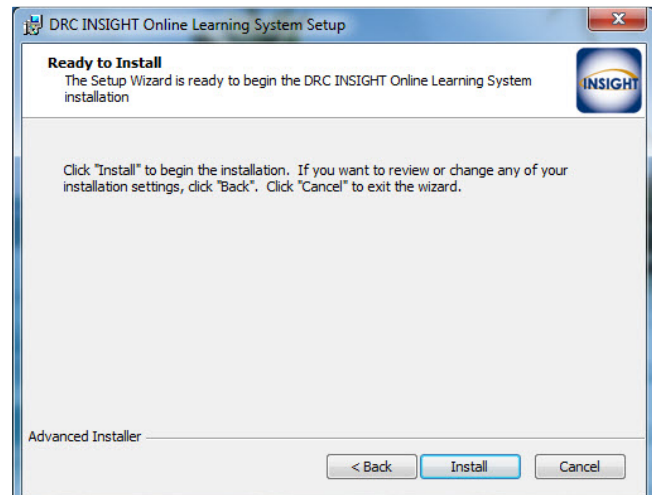 DRC INSIGHT Online Learning System Setup
X
Ready to Install
The Setup Wizard is ready to begin the DRC INSIGHT Online Learning System
installation
INSIGHT
Click "Install" to begin the installation.  If you want to review or change any of your
installation settings, click "Back".  Click "Cancel" to exit the wizard.
Advanced Installer
< Back
Install
Cancel